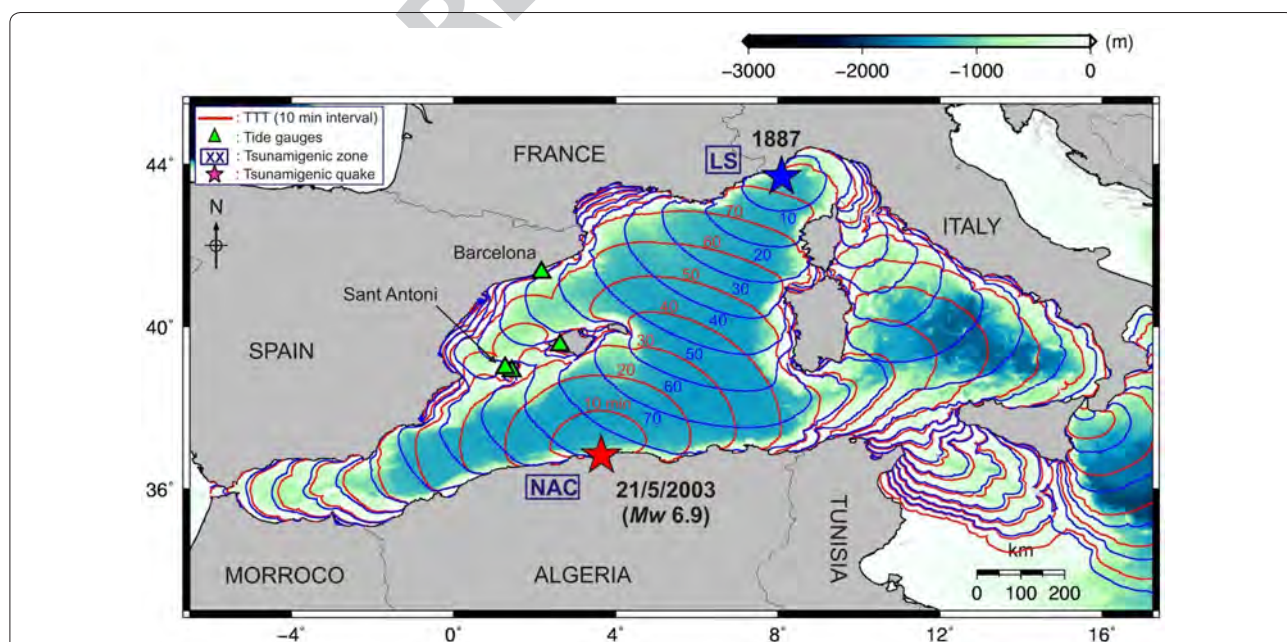 RE
(m)
−3000 −2000 −1000 0
: TTT (10 min interval)
: Tide gauges
XX : Tsunamigenic zone
: Tsunamigenic quake
N
44°
40°
36°
1887
LS
FRANCE
ITALY
Barcelona
Sant Antoni
SPAIN
70
60
50
40
30
20
10 min
10
20
30
40
50
60
70
NAC
21/5/2003
(Mw 6.9)
MORROCO
ALGERIA
TUNISIA
km
0 100 200
−4° 0° 4° 8° 12° 16°